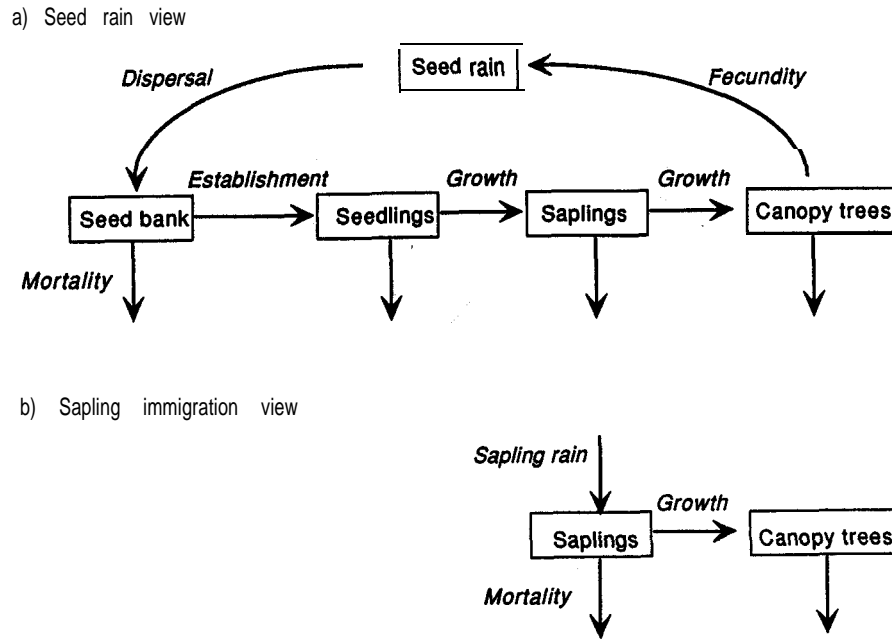 a) Seed rain view
Dispersal
Seed rain
Fecundity
Establishment
Growth
Growth
Seed bank
Seedlings
Saplings
Canopy trees
Mortality
b) Sapling immigration view
Sapling rain
Growth
Saplings
Canopy trees
Mortality